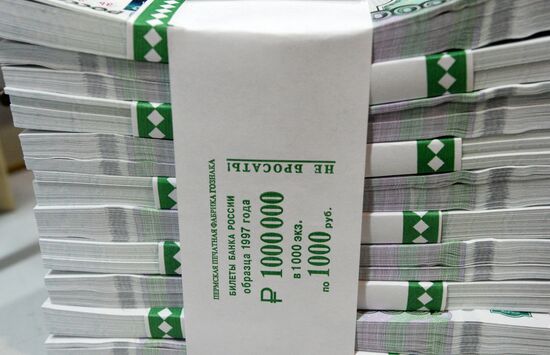 НЕ БРОСАТЬ!
ПЕРМСКАЯ ПЕЧАТНАЯ ФАБРИКА ГОЗНАКА
БИЛЕТЫ БАНКА РОССИИ
образца 1997 года
₽ 1000 000
в 1000 экз.
по 1000 руб.